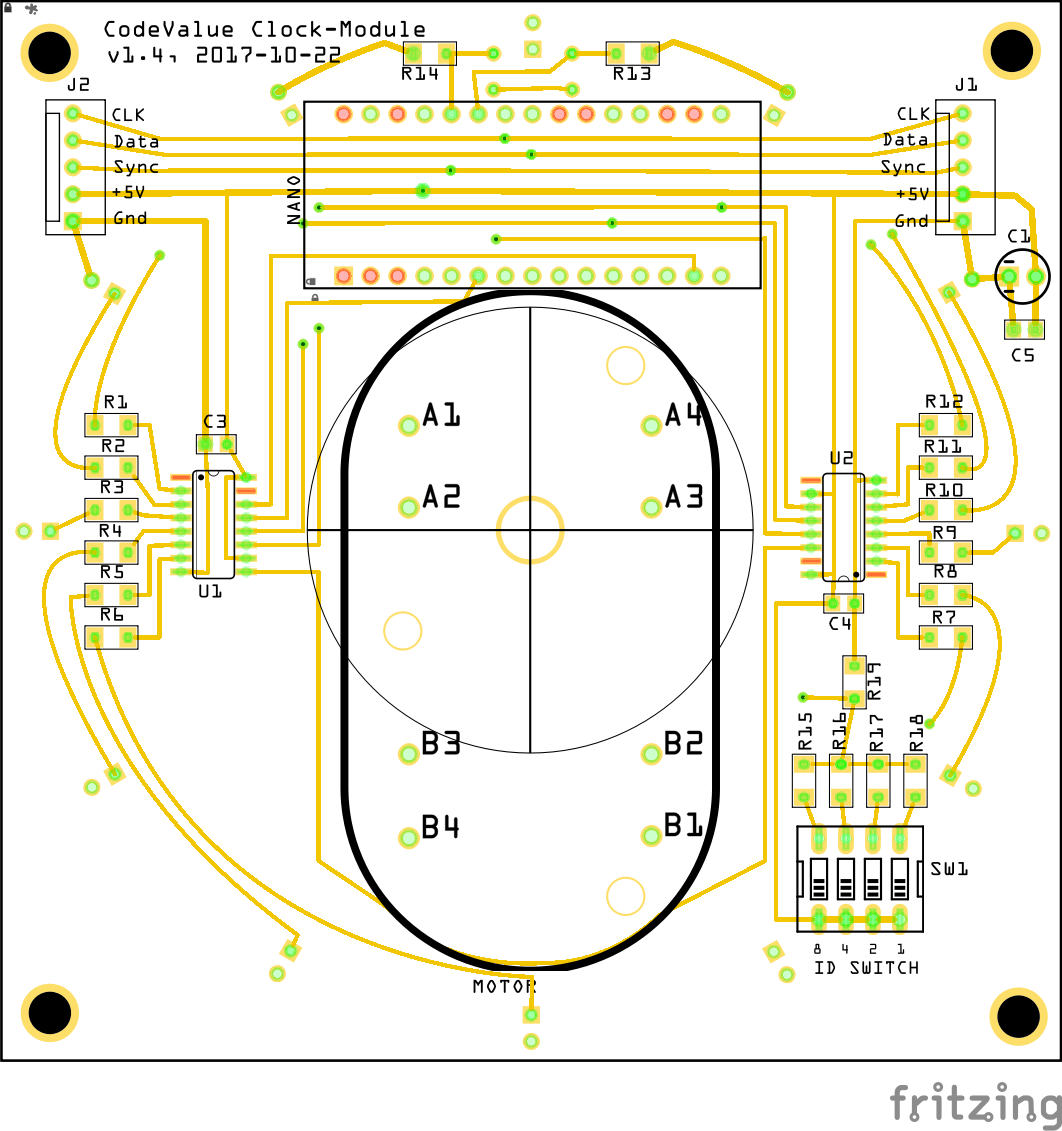 CodeValue Clock-Module
v1.4, 2017-10-22
R14
R13
J2
J1
CLK
Data
Sync
+5V
Gnd
CLK
Data
Sync
+5V
Gnd
NANO
C1
C5
R1
R2
R3
R4
R5
R6
C3
U1
A1
A4
A2
A3
B3
B2
B4
B1
U2
R12
R11
R10
R9
R8
R7
C4
R19
R15
R16
R17
R18
SW1
8 4 2 1
ID SWITCH
MOTOR
fritzing